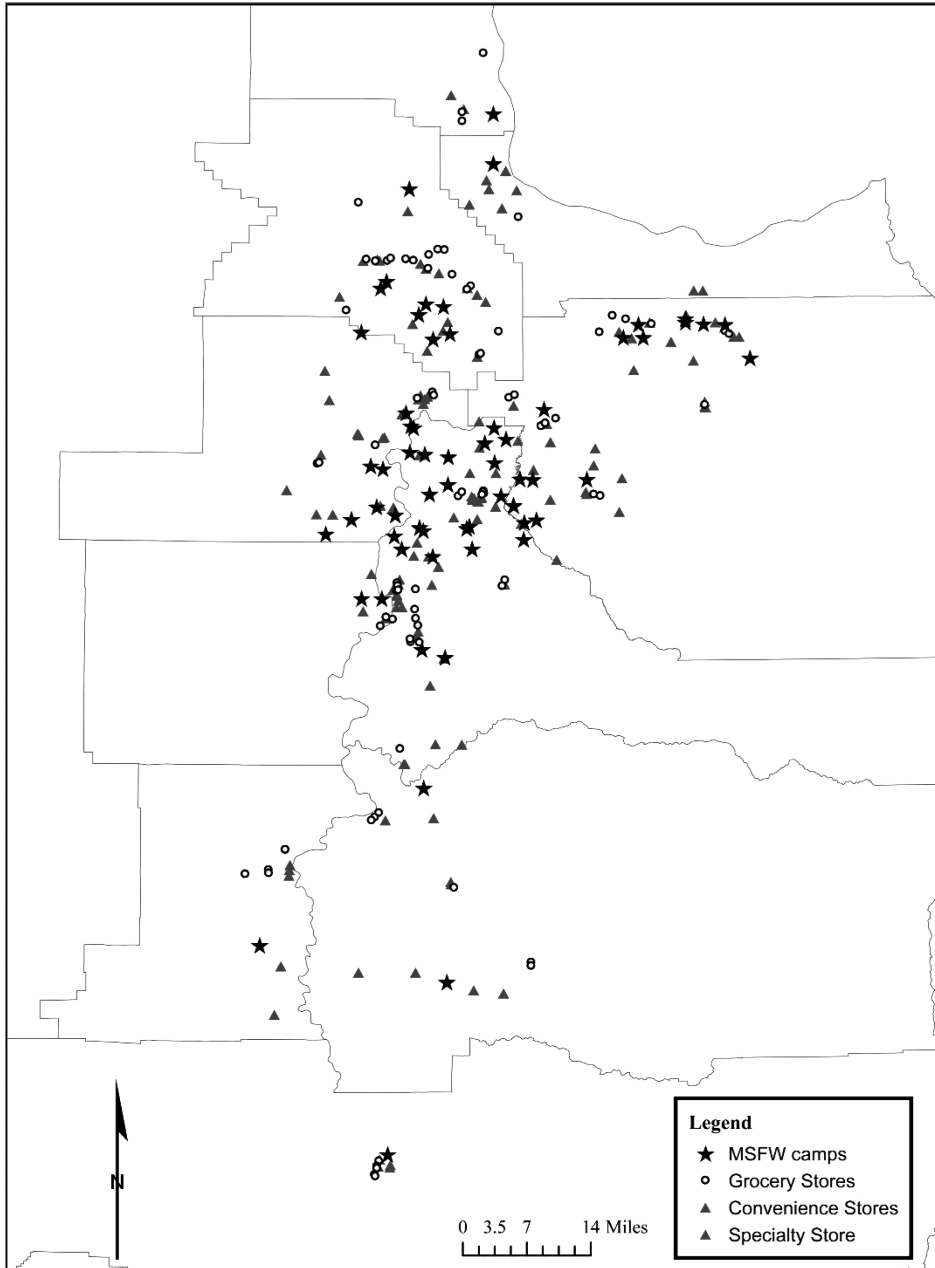 Legend
MSFW camps
Grocery Stores
Convenience Stores
Specialty Store
N
0 3.5 7 14 Miles